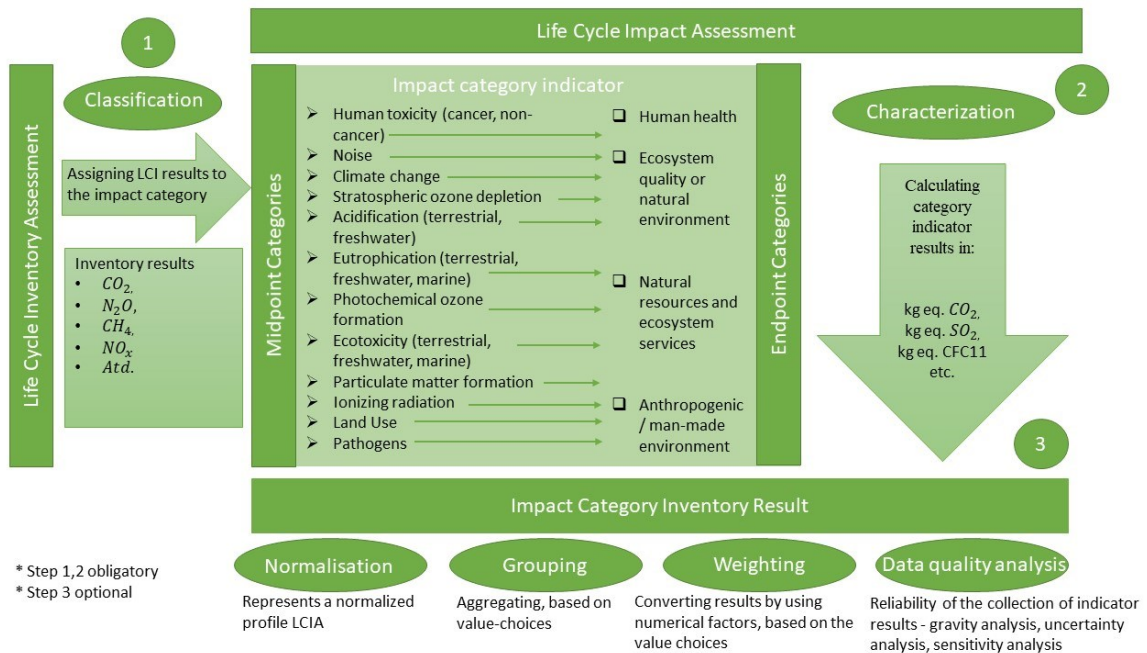 1
Life Cycle Impact Assessment
Life Cycle Inventory Assessment
Classification
Assigning LCI results to
the impact category
Inventory results
• CO₂,
• N₂O,
• CH₄,
• NOₓ
• Atd.
Midpoint Categories
Impact category indicator
➢ Human toxicity (cancer, non-
cancer)
➢ Noise
➢ Climate change
➢ Stratospheric ozone depletion
➢ Acidification (terrestrial,
freshwater)
➢ Eutrophication (terrestrial,
freshwater, marine)
➢ Photochemical ozone
formation
➢ Ecotoxicity (terrestrial,
freshwater, marine)
➢ Particulate matter formation
➢ Ionizing radiation
➢ Land Use
➢ Pathogens
❑ Human health
❑ Ecosystem
quality or
natural
environment
❑ Natural
resources and
ecosystem
services
❑ Anthropogenic
/ man-made
environment
Endpoint Categories
2
Characterization
Calculating
category
indicator
results in:
kg eq. CO₂,
kg eq. SO₂,
kg eq. CFC11
etc.
3
Impact Category Inventory Result
* Step 1,2 obligatory
* Step 3 optional
Normalisation
Represents a normalized
profile LCIA
Grouping
Aggregating, based on
value-choices
Weighting
Converting results by using
numerical factors, based on the
value choices
Data quality analysis
Reliability of the collection of indicator
results - gravity analysis, uncertainty
analysis, sensitivity analysis